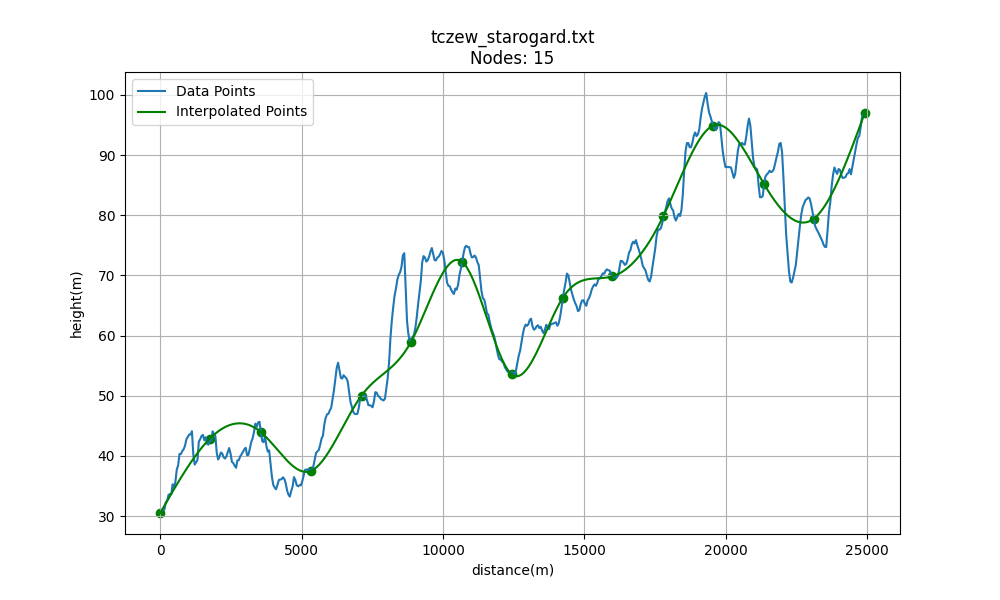 tczew_starogard.txt
Nodes: 15
Data Points
Interpolated Points
height(m)
100
90
80
70
60
50
40
30
0
5000
10000
15000
20000
25000
distance(m)